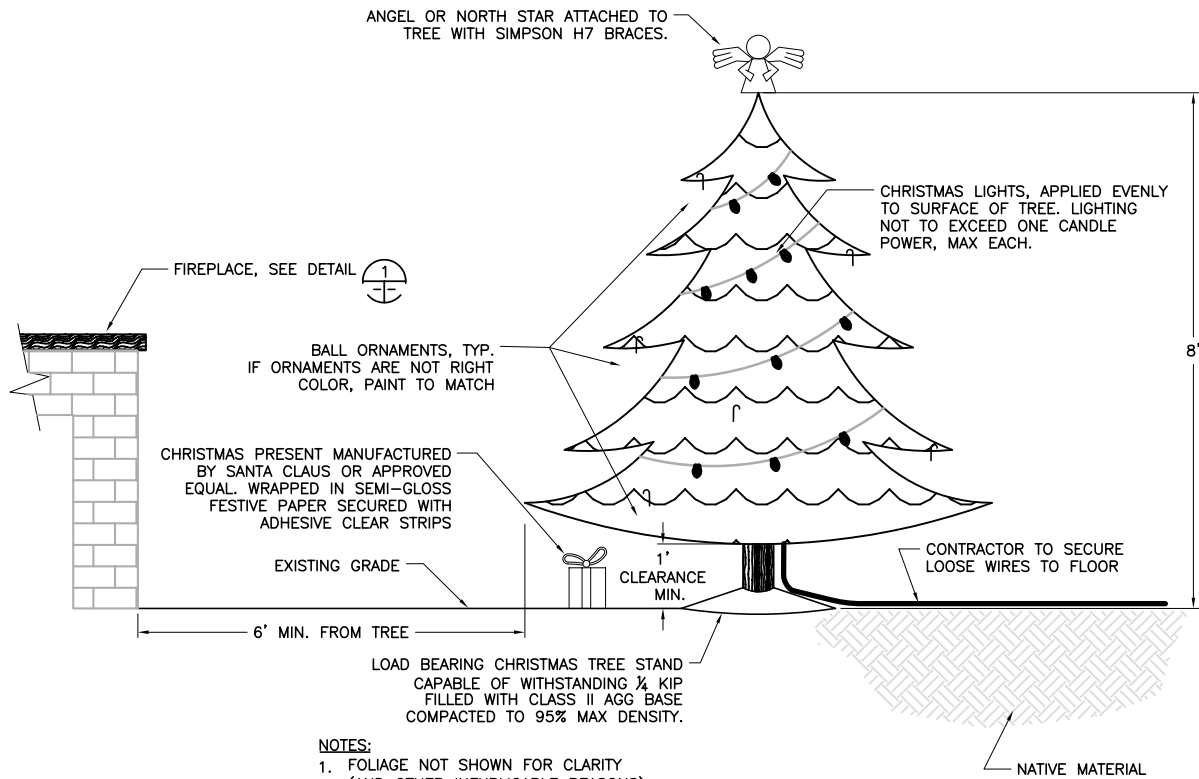 ANGEL OR NORTH STAR ATTACHED TO
TREE WITH SIMPSON H7 BRACES.
CHRISTMAS LIGHTS, APPLIED EVENLY
TO SURFACE OF TREE. LIGHTING
NOT TO EXCEED ONE CANDLE
POWER, MAX EACH.
FIREPLACE, SEE DETAIL
1
8'
BALL ORNAMENTS, TYP.
IF ORNAMENTS ARE NOT RIGHT
COLOR, PAINT TO MATCH
CHRISTMAS PRESENT MANUFACTURED
BY SANTA CLAUS OR APPROVED
EQUAL. WRAPPED IN SEMI-GLOSS
FESTIVE PAPER SECURED WITH
ADHESIVE CLEAR STRIPS
EXISTING GRADE
1'
CLEARANCE
MIN.
CONTRACTOR TO SECURE
LOOSE WIRES TO FLOOR
6' MIN. FROM TREE
LOAD BEARING CHRISTMAS TREE STAND
CAPABLE OF WITHSTANDING ¼ KIP
FILLED WITH CLASS II AGG BASE
COMPACTED TO 95% MAX DENSITY.
NOTES:
1. FOLIAGE NOT SHOWN FOR CLARITY
(AND OTHER INEXPLICABLE REASONS)
NATIVE MATERIAL